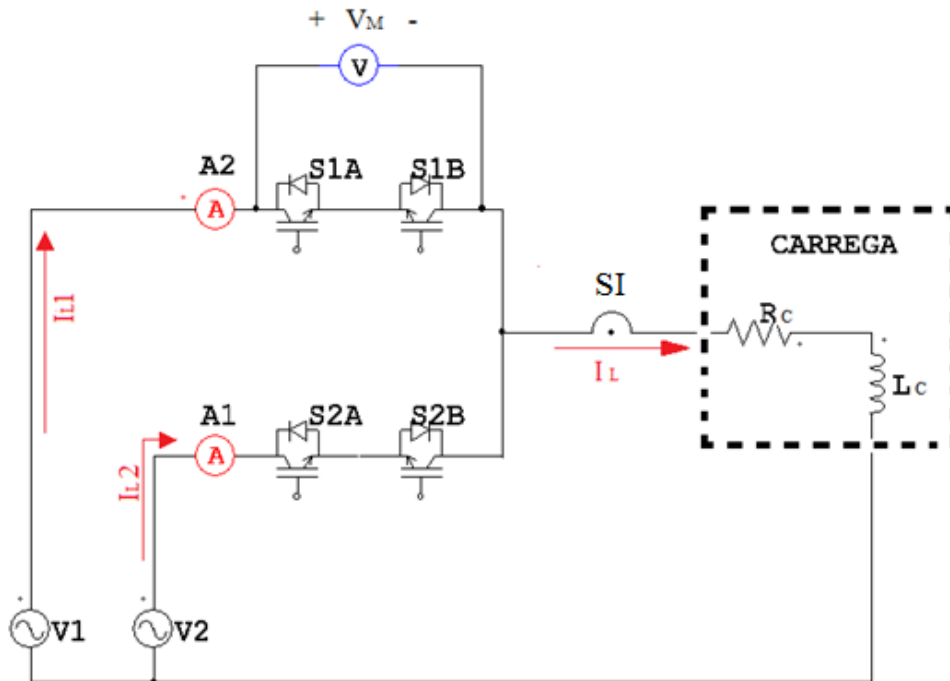 + VM -
V
A2
S1A
S1B
A
CARREGA
IL1
SI
RC
IL
LC
A1
S2A
S2B
A
IL2
V1
V2